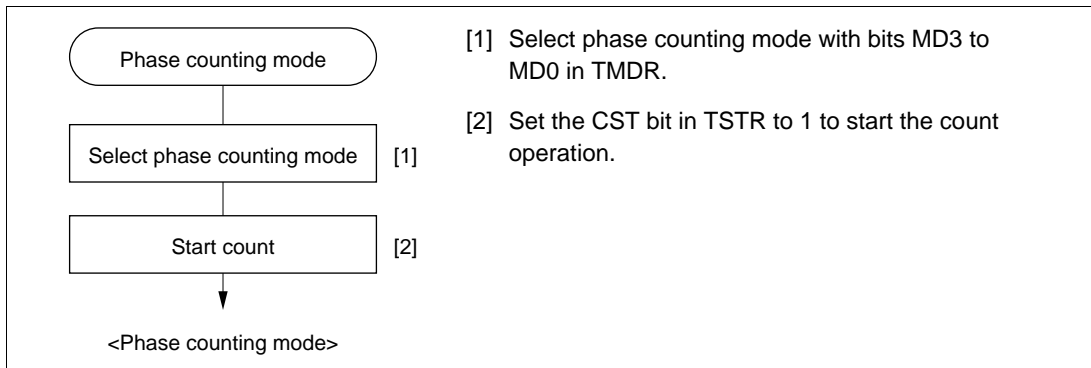 Phase counting mode
Select phase counting mode [1]
Start count [2]
<Phase counting mode>
[1] Select phase counting mode with bits MD3 to
MD0 in TMDR.
[2] Set the CST bit in TSTR to 1 to start the count
operation.